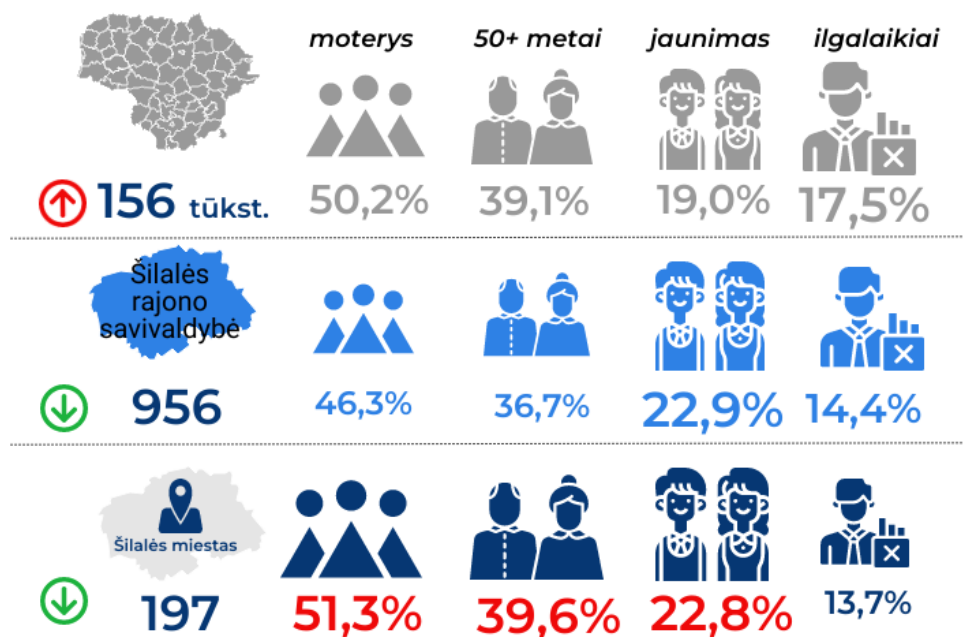 moterys 50+ metai jaunimas ilgalaikiai
156 tūkst. 50,2% 39,1% 19,0% 17,5%
Šilalės
rajono
savivaldybė
956 46,3% 36,7% 22,9% 14,4%
Šilalės miestas
197 51,3% 39,6% 22,8% 13,7%